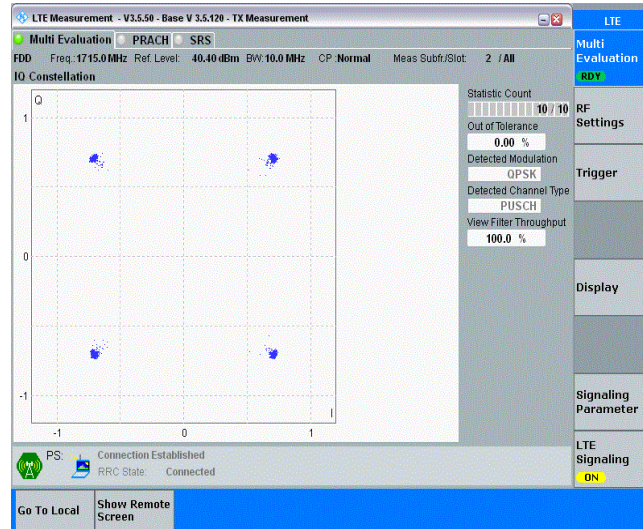 LTE Measurement - V3.5.50 - Base V 3.5.120 - TX Measurement
LTE
Multi Evaluation PRACH SRS
FDD Freq.:1715.0 MHz Ref. Level: 40.40 dBm BW:10.0 MHz CP :Normal Meas Subfr./Slot: 2 / All
IQ Constellation
Q
1
0
-1
-1 0 1
I
Statistic Count
10 / 10
Out of Tolerance
0.00 %
Detected Modulation
QPSK
Detected Channel Type
PUSCH
View Filter Throughput
100.0 %
Multi
Evaluation
RDY
RF
Settings
Trigger
Display
Signaling
Parameter
LTE
Signaling
ON
PS: Connection Established
RRC State: Connected
Go To Local
Show Remote
Screen